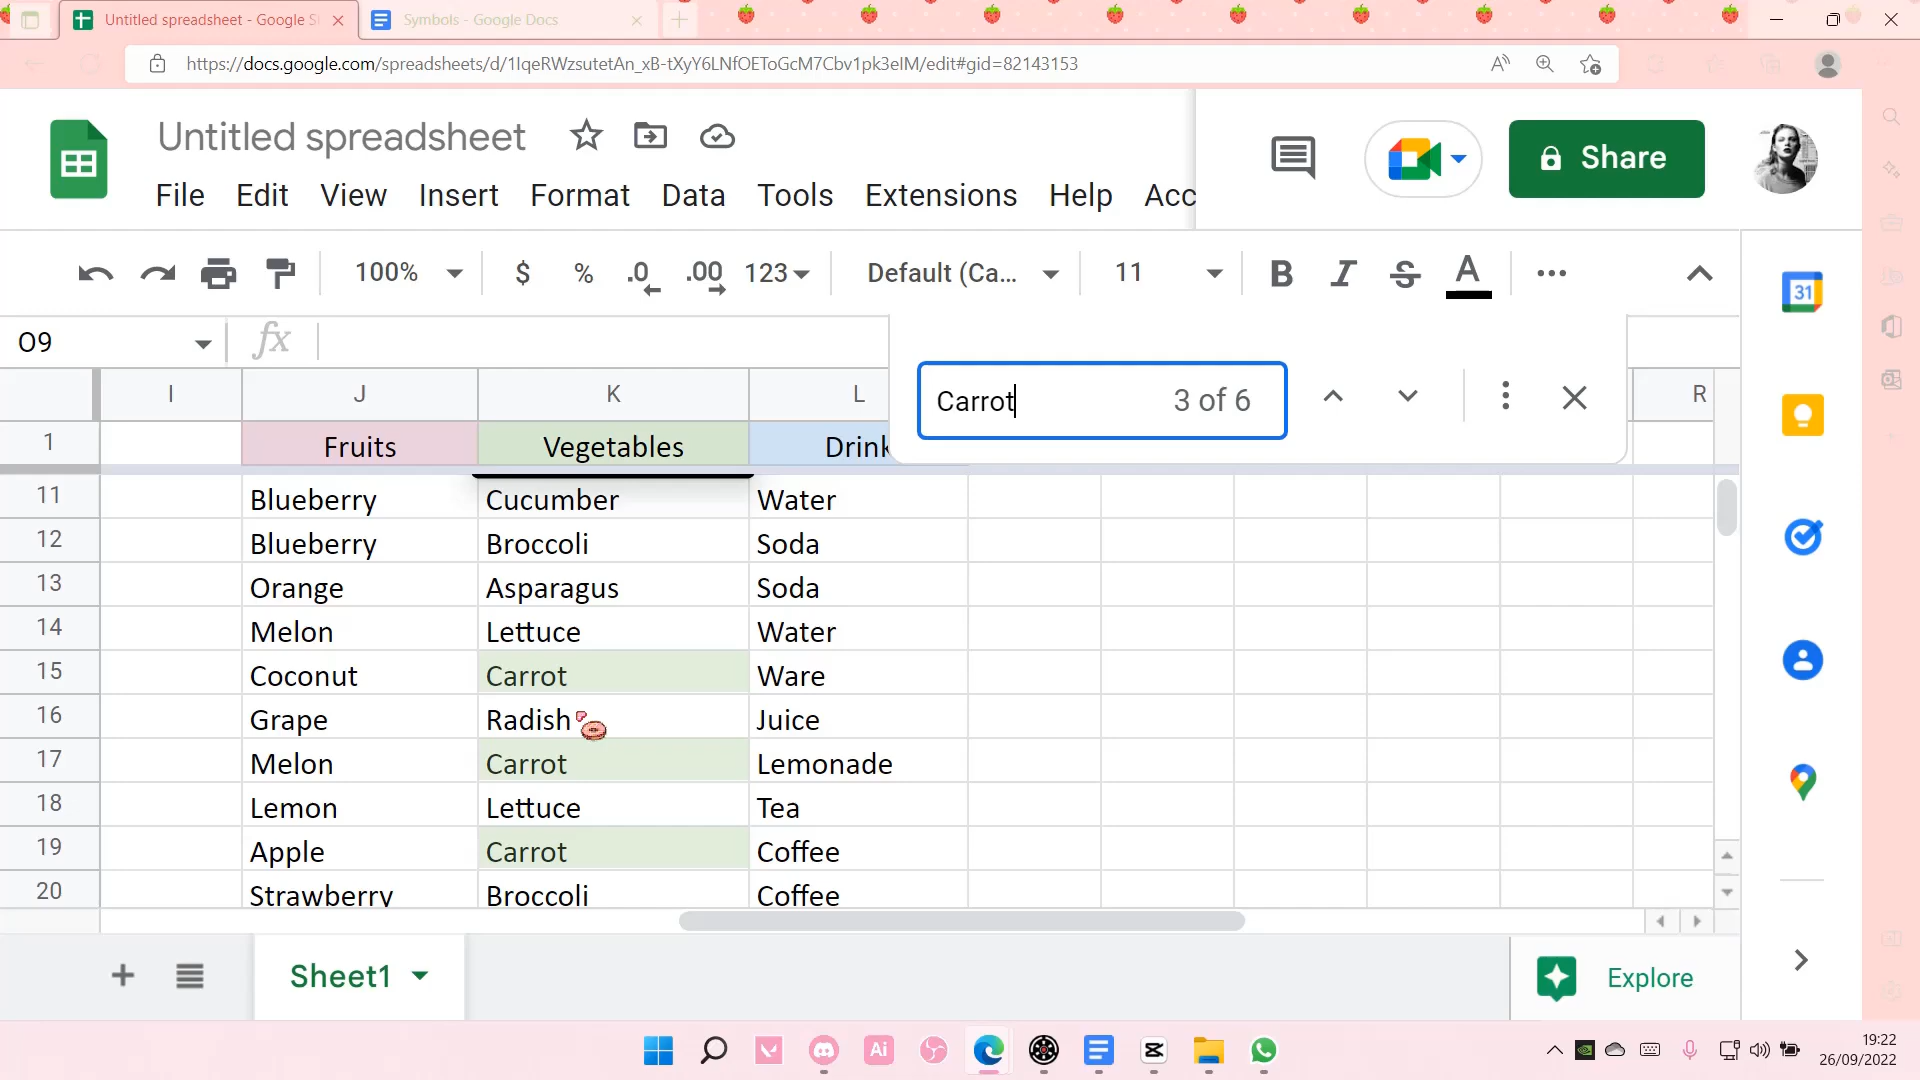 Untitled spreadsheet - Google S
Symbols - Google Docs
https://docs.google.com/spreadsheets/d/1IqeRWzsutetAn_xB-tXyY6LNfOEToGcM7Cbv1pk3eIM/edit#gid=82143153
Untitled spreadsheet
Share
File Edit View Insert Format Data Tools Extensions Help Acc
100% $ % .0 .00 123 Default (Ca... 11 B I S A
31
O9 fx
Carrot 3 of 6
I J K L R
1 Fruits Vegetables Drink
11 Blueberry Cucumber Water
12 Blueberry Broccoli Soda
13 Orange Asparagus Soda
14 Melon Lettuce Water
15 Coconut Carrot Ware
16 Grape Radish Juice
17 Melon Carrot Lemonade
18 Lemon Lettuce Tea
19 Apple Carrot Coffee
20 Strawberry Broccoli Coffee
Sheet1
Explore
Ai
19:22
26/09/2022